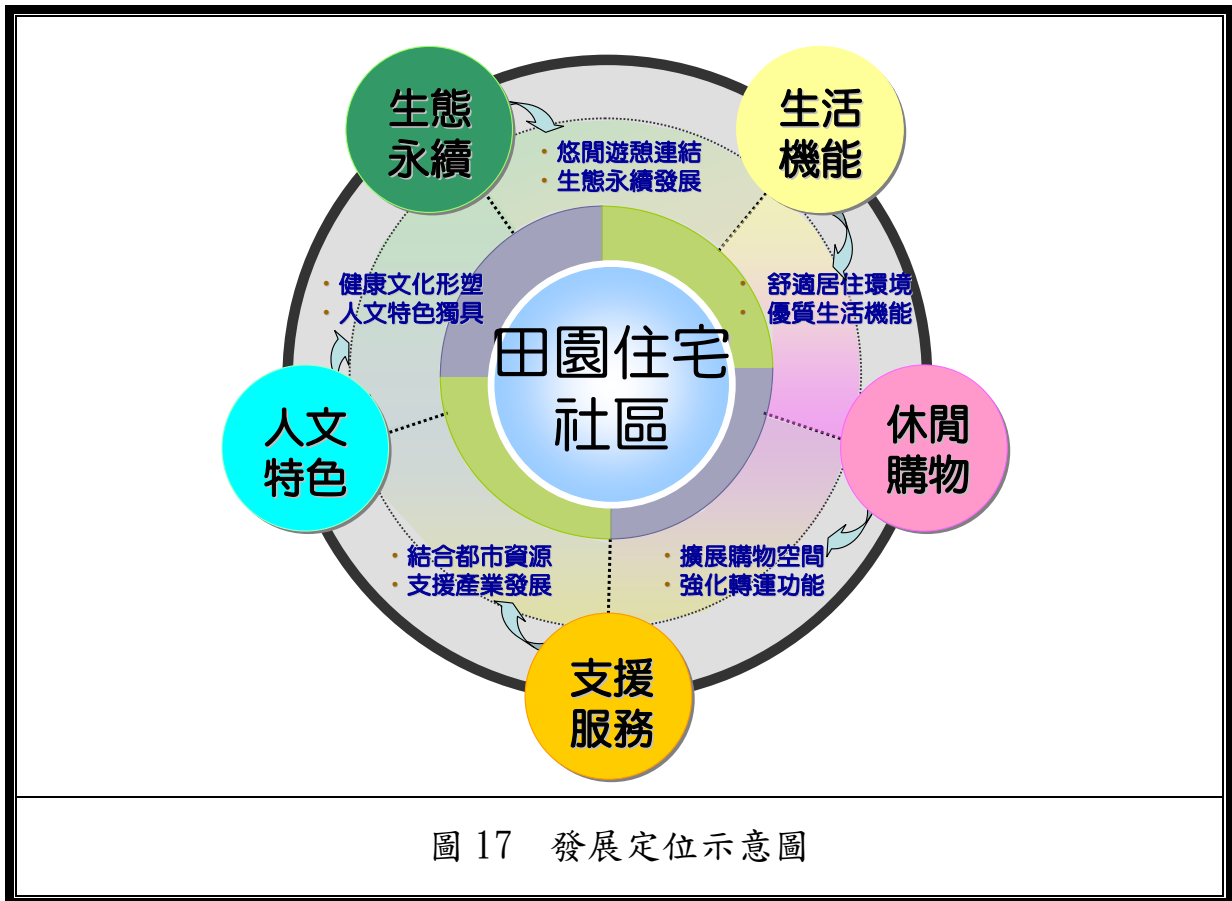 生態
永續
生活
機能
・悠閒遊憩連結
・生態永續發展
・健康文化形塑
・人文特色獨具
・舒適居住環境
・優質生活機能
田園住宅
社區
人文
特色
休閒
購物
・結合都市資源
・支援產業發展
・擴展購物空間
・強化轉運功能
支援
服務
圖 17　發展定位示意圖